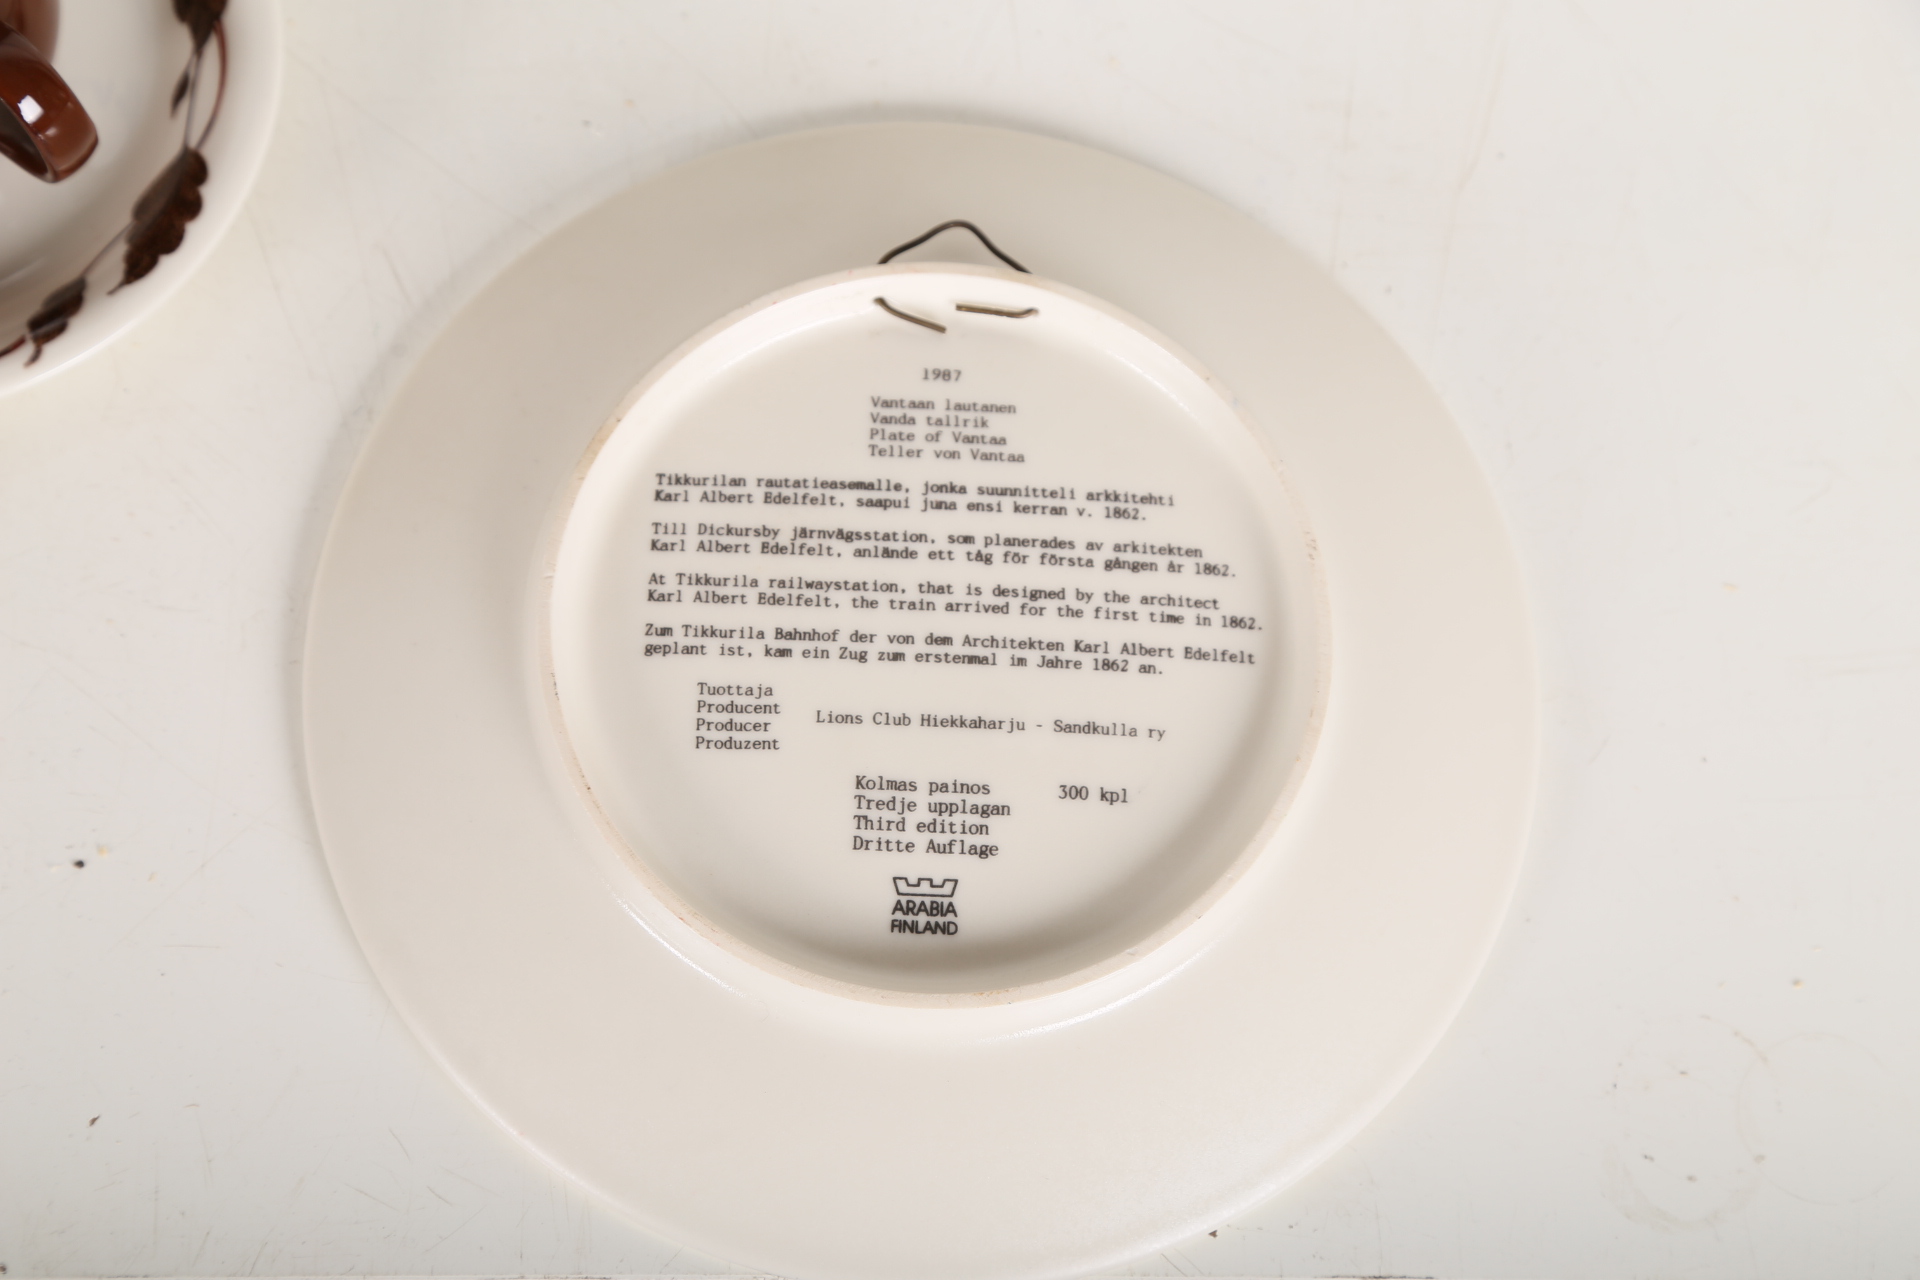 1987
Vantaan lautanen
Vanda tallrik
Plate of Vantaa
Teller von Vantaa
Tikkurilan rautatieasemalle, jonka suunnitteli arkkitehti
Karl Albert Edelfelt, saapui juna ensi kerran v. 1862.
Till Dickursby järnvägsstation, som planerades av arkitekten
Karl Albert Edelfelt, anlände ett tåg för första gången år 1862.
At Tikkurila railwaystation, that is designed by the architect
Karl Albert Edelfelt, the train arrived for the first time in 1862.
Zum Tikkurila Bahnhof der von dem Architekten Karl Albert Edelfelt
geplant ist, kam ein Zug zum erstenmal im Jahre 1862 an.
Tuottaja
Producent
Producer
Produzent
Lions Club Hiekkaharju - Sandkulla ry
Kolmas painos 300 kpl
Tredje upplagan
Third edition
Dritte Auflage
ARABIA
FINLAND